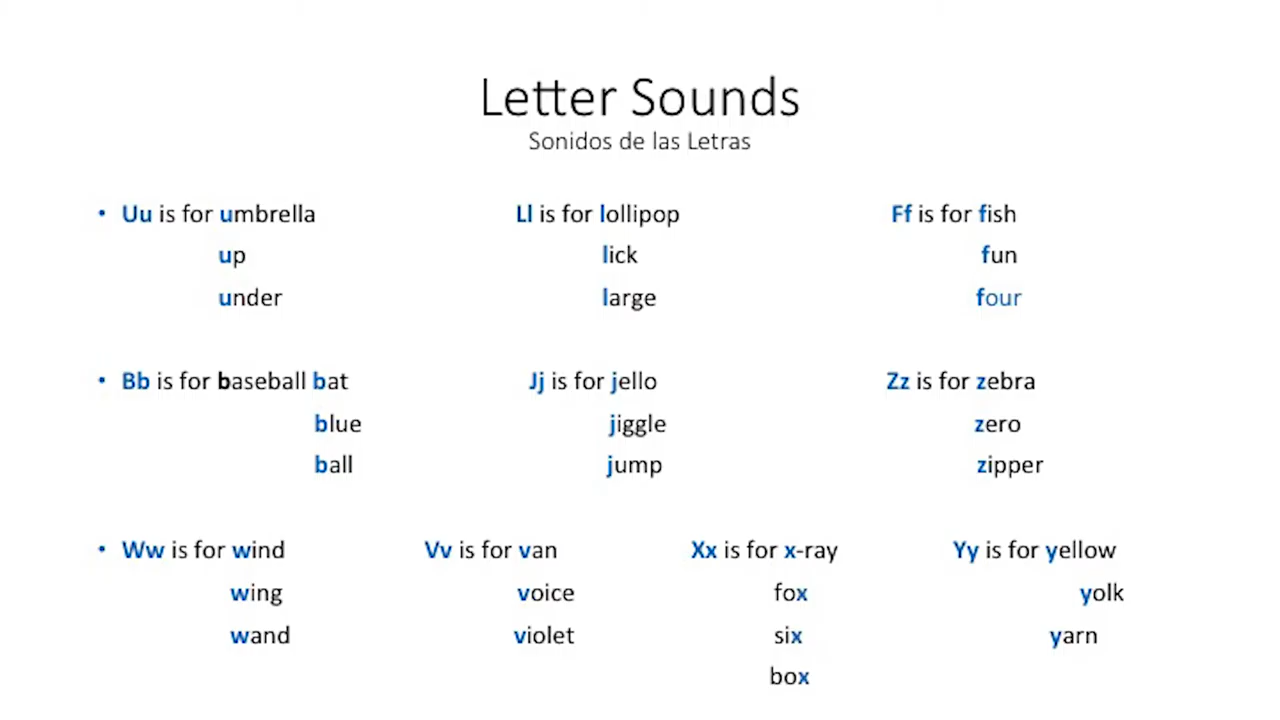 Letter Sounds
Sonidos de las Letras
• Uu is for umbrella Ll is for lollipop Ff is for fish
up lick fun
under large four
• Bb is for baseball bat Jj is for jello Zz is for zebra
blue jiggle zero
ball jump zipper
• Ww is for wind Vv is for van Xx is for x-ray Yy is for yellow
wing voice fox yolk
wand violet six yarn
box